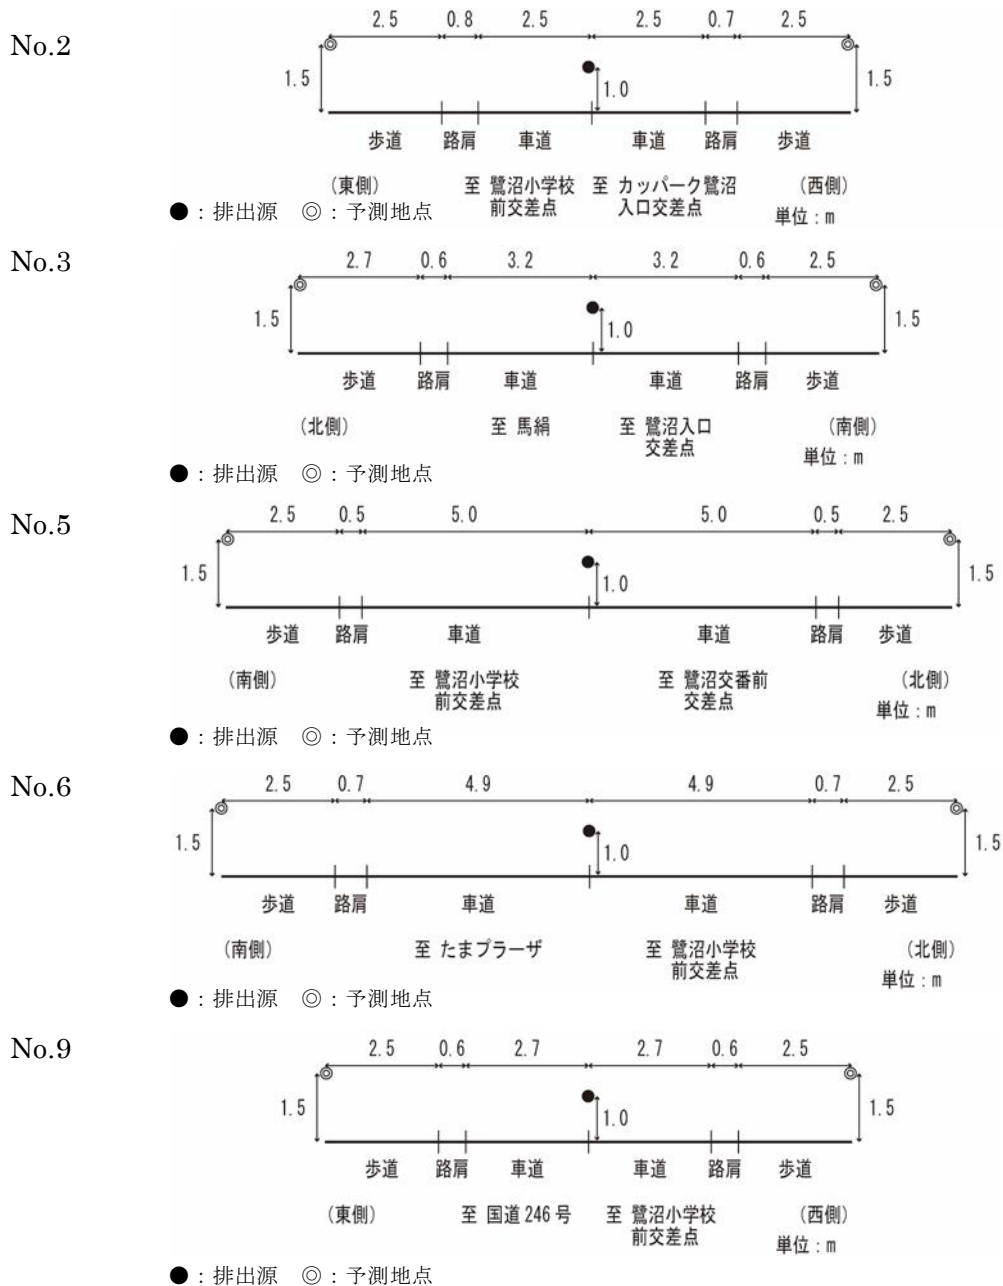 No.2
2.5 0.8 2.5 2.5 0.7 2.5
1.5 1.0 1.5
歩道 路肩 車道 車道 路肩 歩道
(東側) 至 鷺沼小学校 至 カッパーク鷺沼 (西側)
前交差点 入口交差点
●：排出源 ◎：予測地点 単位：m
No.3
2.7 0.6 3.2 3.2 0.6 2.5
1.5 1.0 1.5
歩道 路肩 車道 車道 路肩 歩道
(北側) 至 馬絹 至 鷺沼入口 (南側)
交差点
●：排出源 ◎：予測地点 単位：m
No.5
2.5 0.5 5.0 5.0 0.5 2.5
1.5 1.0 1.5
歩道 路肩 車道 車道 路肩 歩道
(南側) 至 鷺沼小学校 至 鷺沼交番前 (北側)
前交差点 交差点
単位：m
●：排出源 ◎：予測地点
No.6
2.5 0.7 4.9 4.9 0.7 2.5
1.5 1.0 1.5
歩道 路肩 車道 車道 路肩 歩道
(南側) 至 たまプラーザ 至 鷺沼小学校 (北側)
前交差点
単位：m
●：排出源 ◎：予測地点
No.9
2.5 0.6 2.7 2.7 0.6 2.5
1.5 1.0 1.5
歩道 路肩 車道 車道 路肩 歩道
(東側) 至 国道246号 至 鷺沼小学校 (西側)
前交差点
単位：m
●：排出源 ◎：予測地点